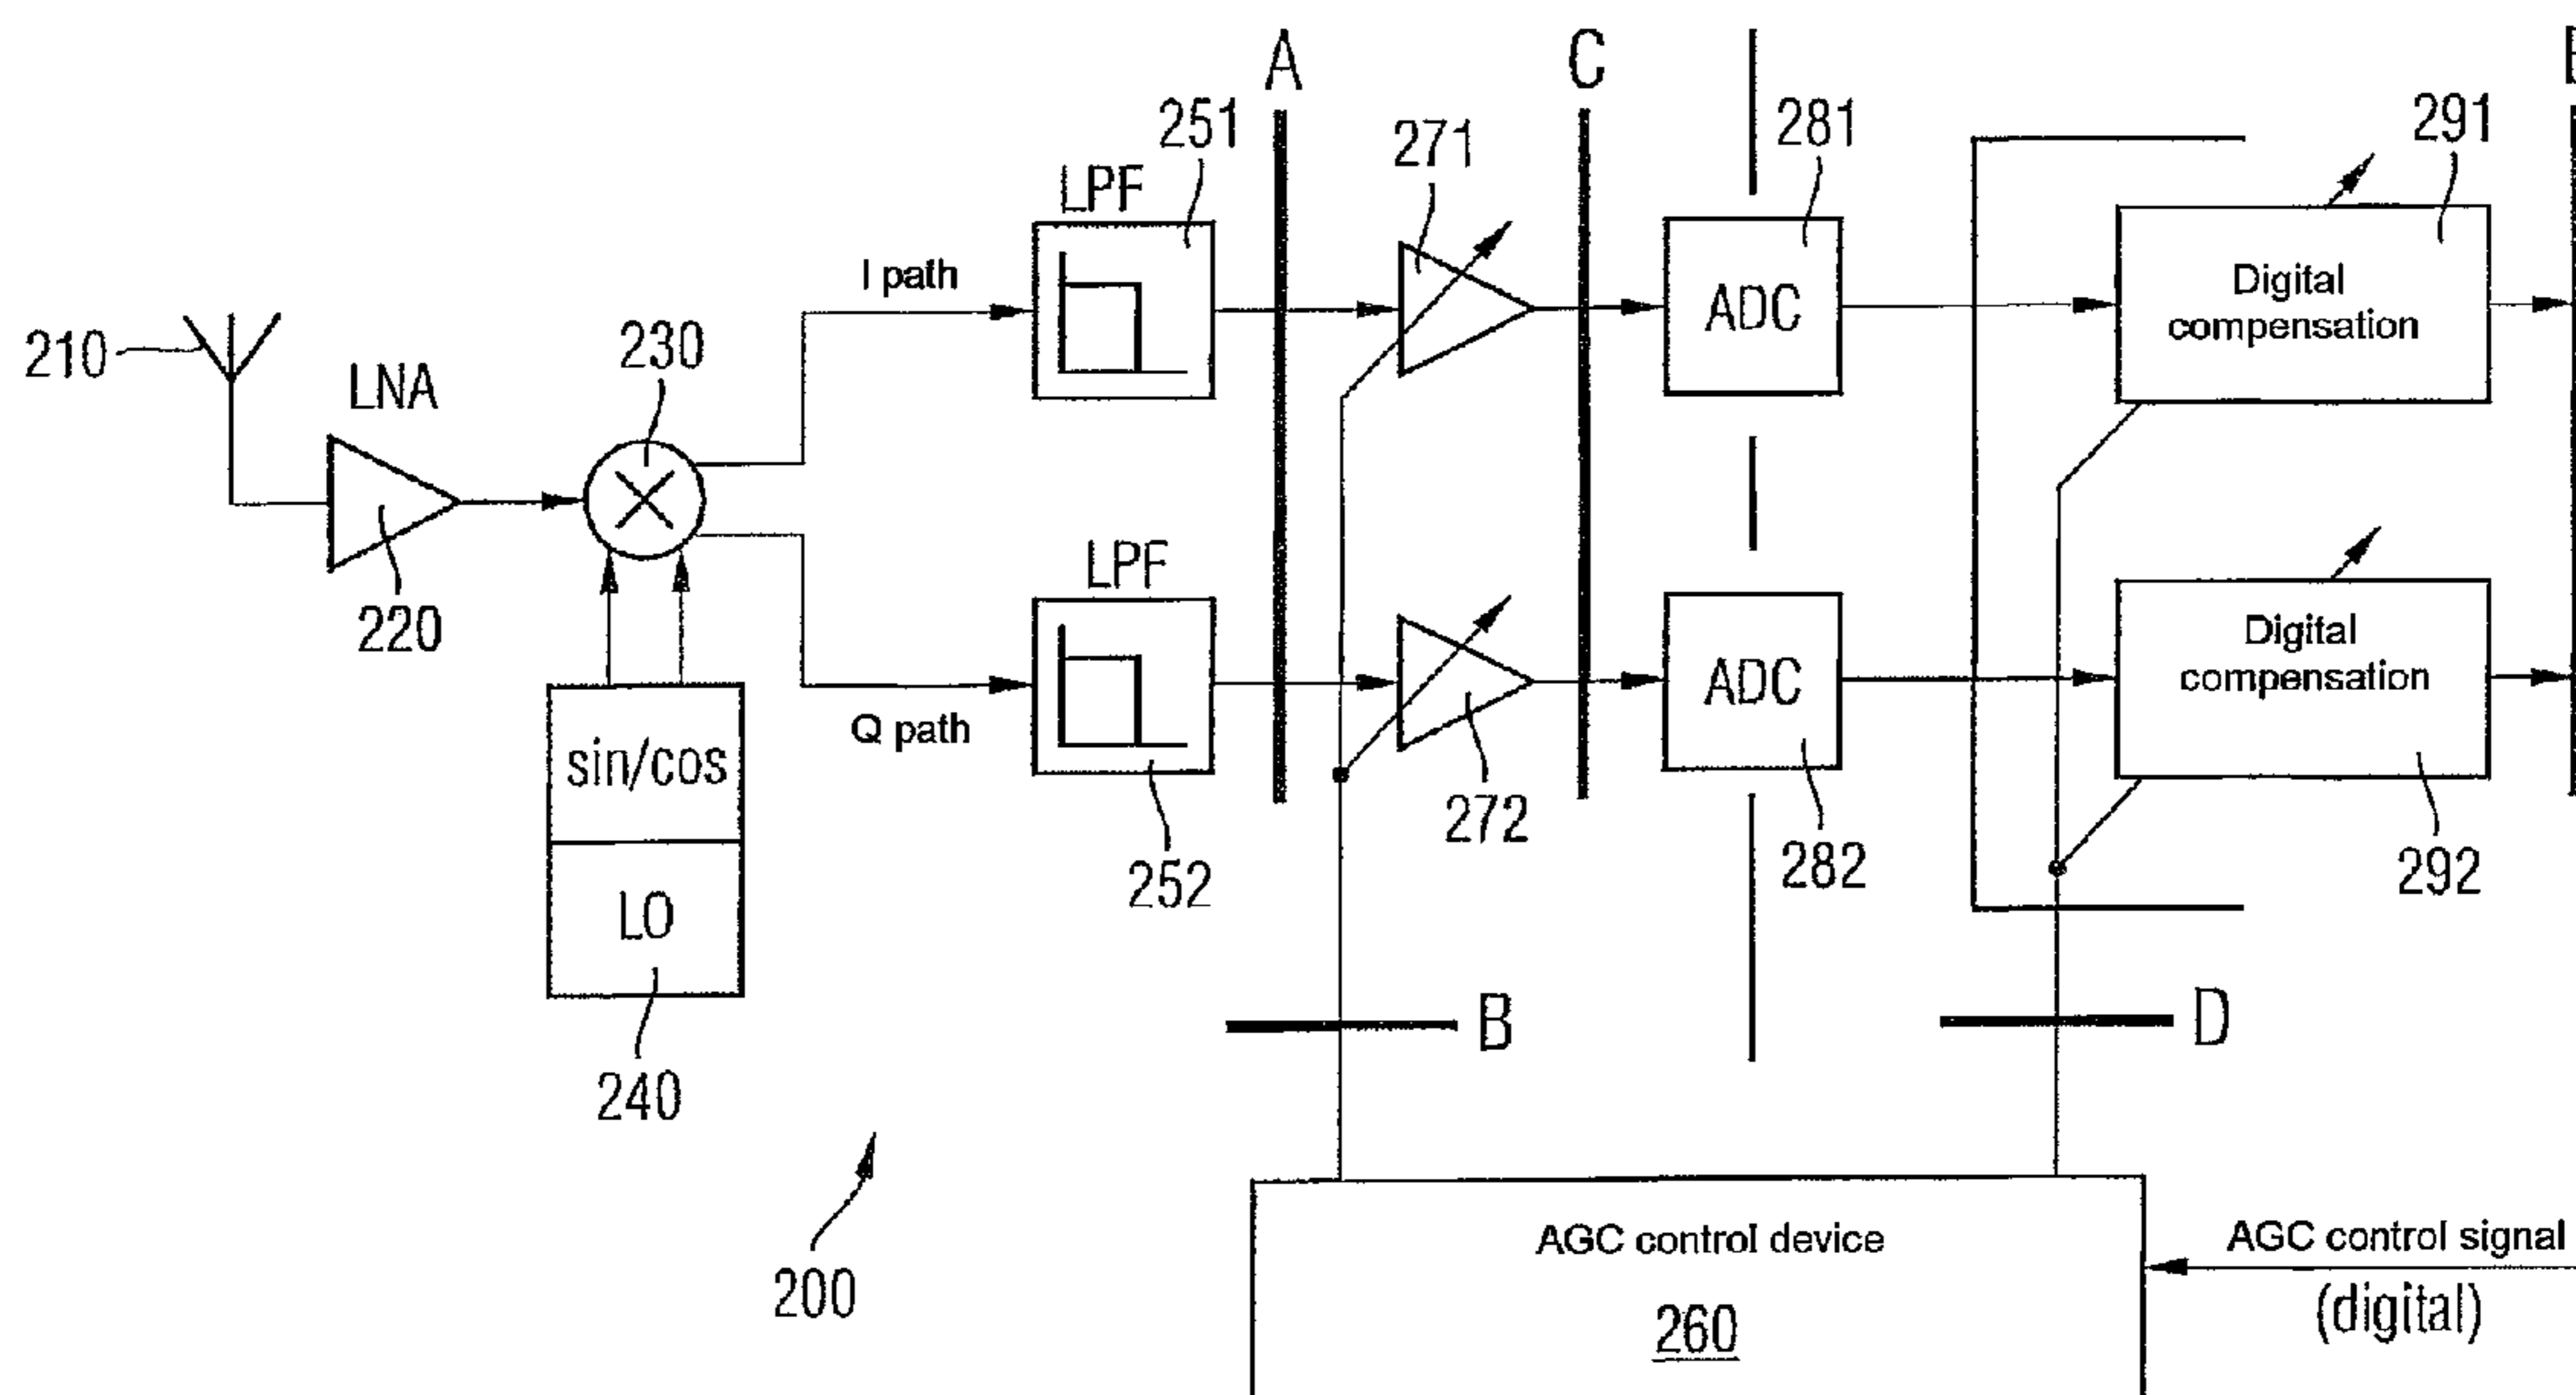 A
C
E
251
281
291
LPF
271
I path
ADC
Digital
compensation
210
230
LNA
LPF
220
Q path
ADC
Digital
compensation
sin/cos
272
252
282
292
LO
B
D
240
200
AGC control device
AGC control signal
(digital)
260